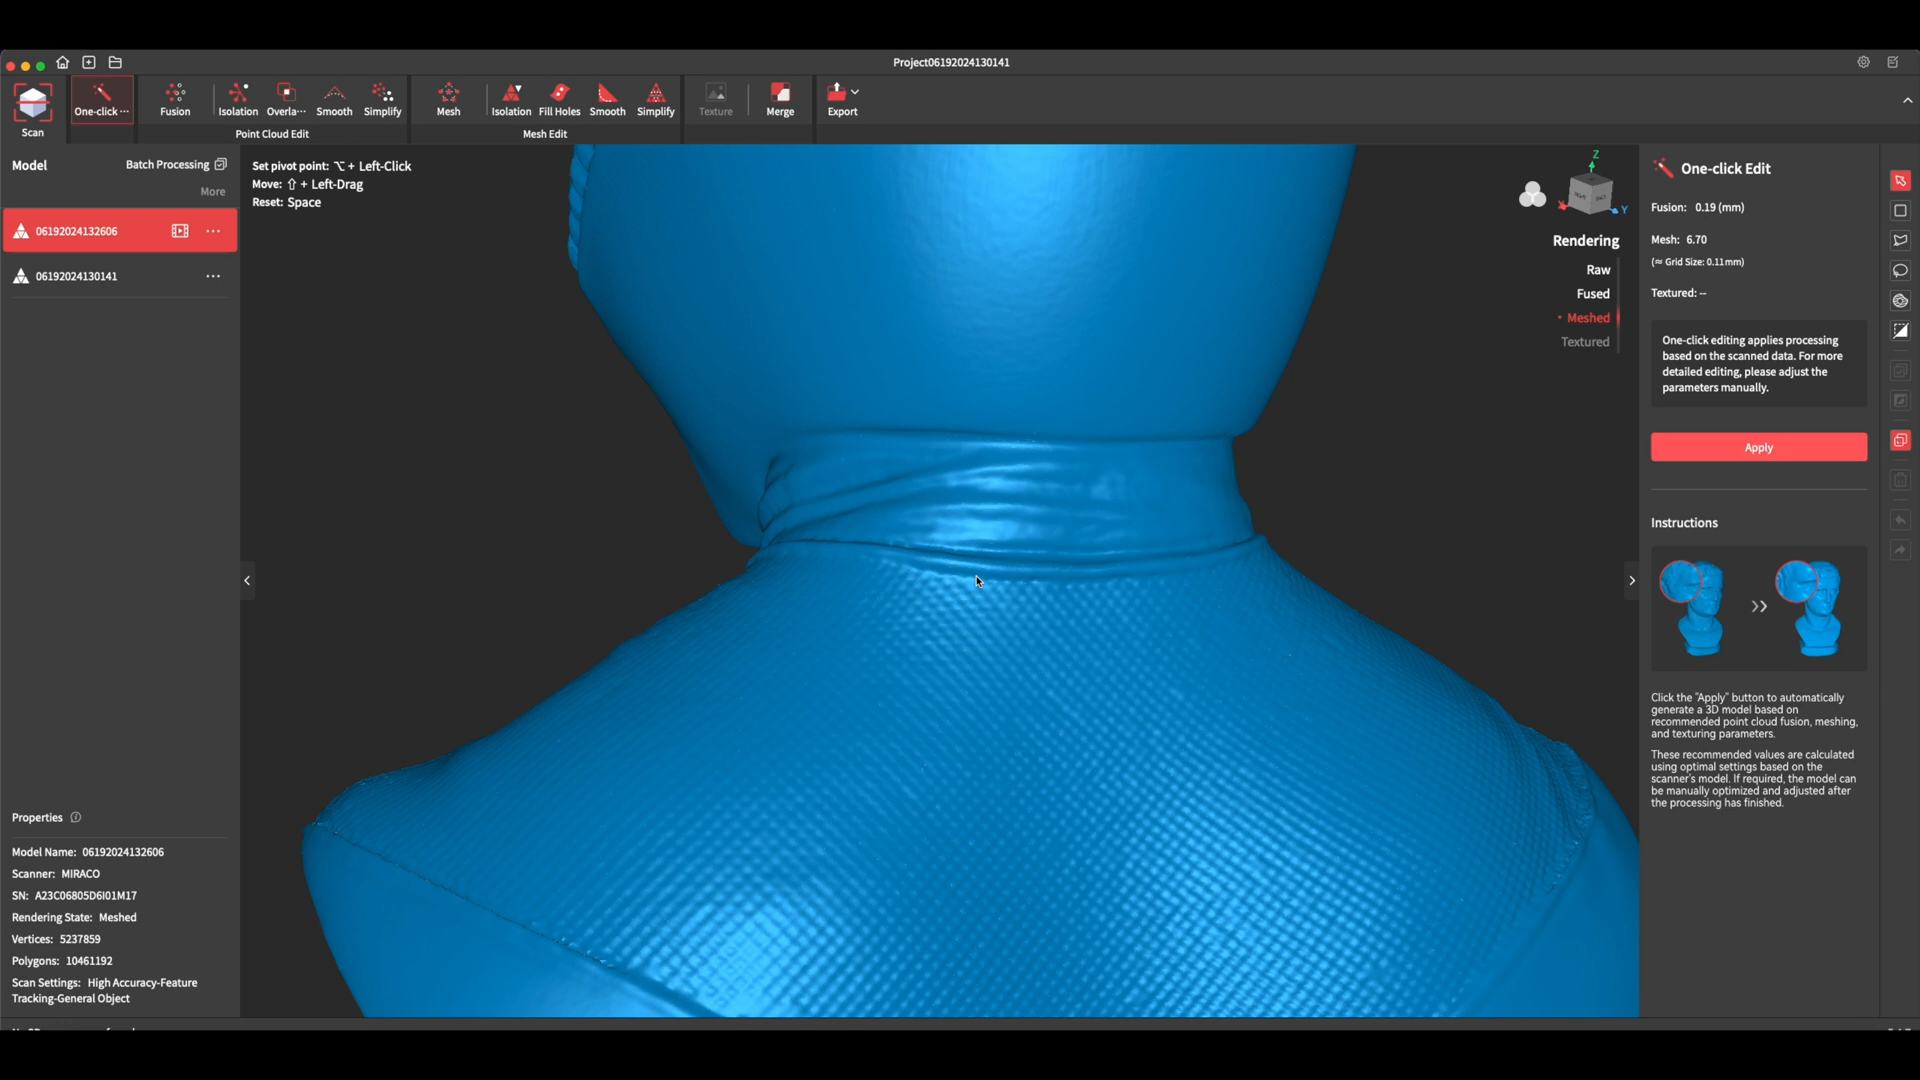 Project06192024130141
Scan
One-click ···
Fusion
Isolation
Overla···
Smooth
Simplify
Point Cloud Edit
Mesh
Isolation
Fill Holes
Smooth
Simplify
Mesh Edit
Texture
Merge
Export
Model
Batch Processing
More
06192024132606
06192024130141
Properties
Model Name: 06192024132606
Scanner: MIRACO
SN: A23C06805D6I01M17
Rendering State: Meshed
Vertices: 5237859
Polygons: 10461192
Scan Settings: High Accuracy-Feature
Tracking-General Object
Set pivot point: ⌥ + Left-Click
Move: ⇧ + Left-Drag
Reset: Space
Z
X
Y
Rendering
Raw
Fused
• Meshed
Textured
One-click Edit
Fusion: 0.19 (mm)
Mesh: 6.70
(≈ Grid Size: 0.11mm)
Textured: --
One-click editing applies processing
based on the scanned data. For more
detailed editing, please adjust the
parameters manually.
Apply
Instructions
Click the "Apply" button to automatically
generate a 3D model based on
recommended point cloud fusion, meshing,
and texturing parameters.
These recommended values are calculated
using optimal settings based on the
scanner's model. If required, the model can
be manually optimized and adjusted after
the processing has finished.